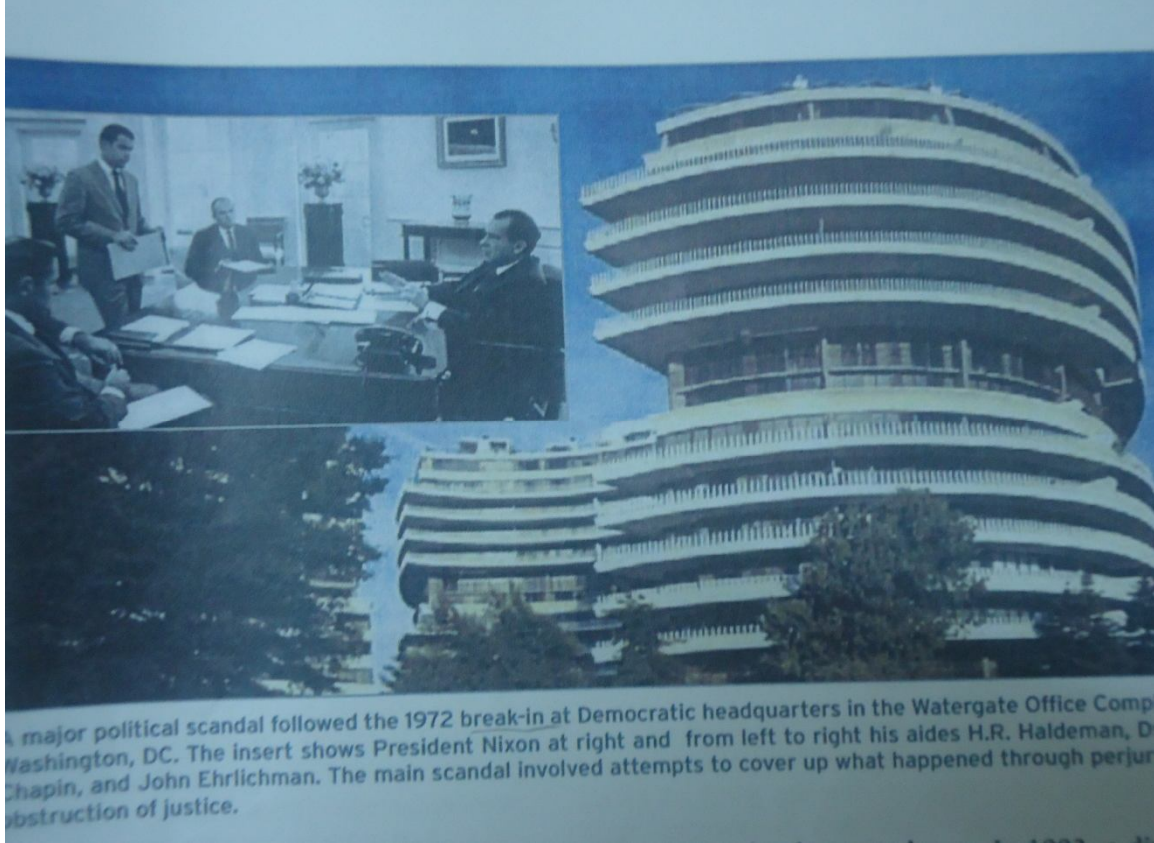 major political scandal followed the 1972 break-in at Democratic headquarters in the Watergate Office Comp
Washington, DC. The insert shows President Nixon at right and from left to right his aides H.R. Haldeman, D
Chapin, and John Ehrlichman. The main scandal involved attempts to cover up what happened through perjur
obstruction of justice.